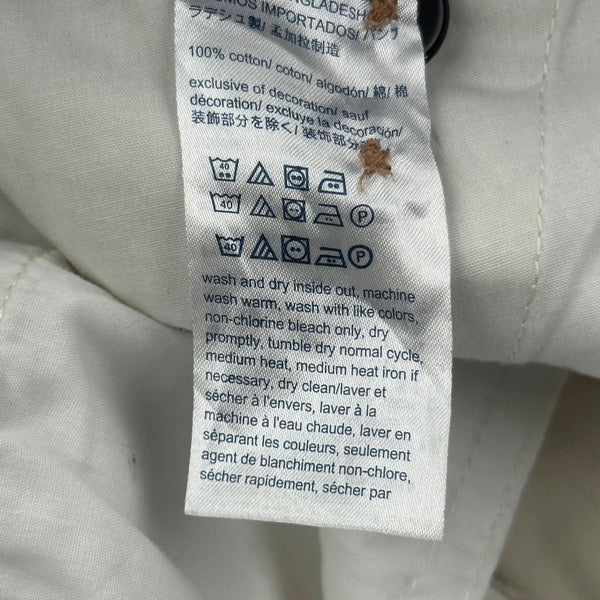 IMPORTADOS/
ラデシュ製/ 孟加拉制造
100% cotton/ coton/ algodón/ 綿/ 棉
exclusive of decoration/ sauf
décoration/ excluye la decoración/
装飾部分を除く/ 装饰部分
40
40 P
40 P
wash and dry inside out, machine
wash warm, wash with like colors,
non-chlorine bleach only, dry
promptly, tumble dry normal cycle,
medium heat, medium heat iron if
necessary, dry clean/laver et
sécher à l'envers, laver à la
machine à l'eau chaude, laver en
séparant les couleurs, seulement
agent de blanchiment non-chlore,
sécher rapidement, sécher par